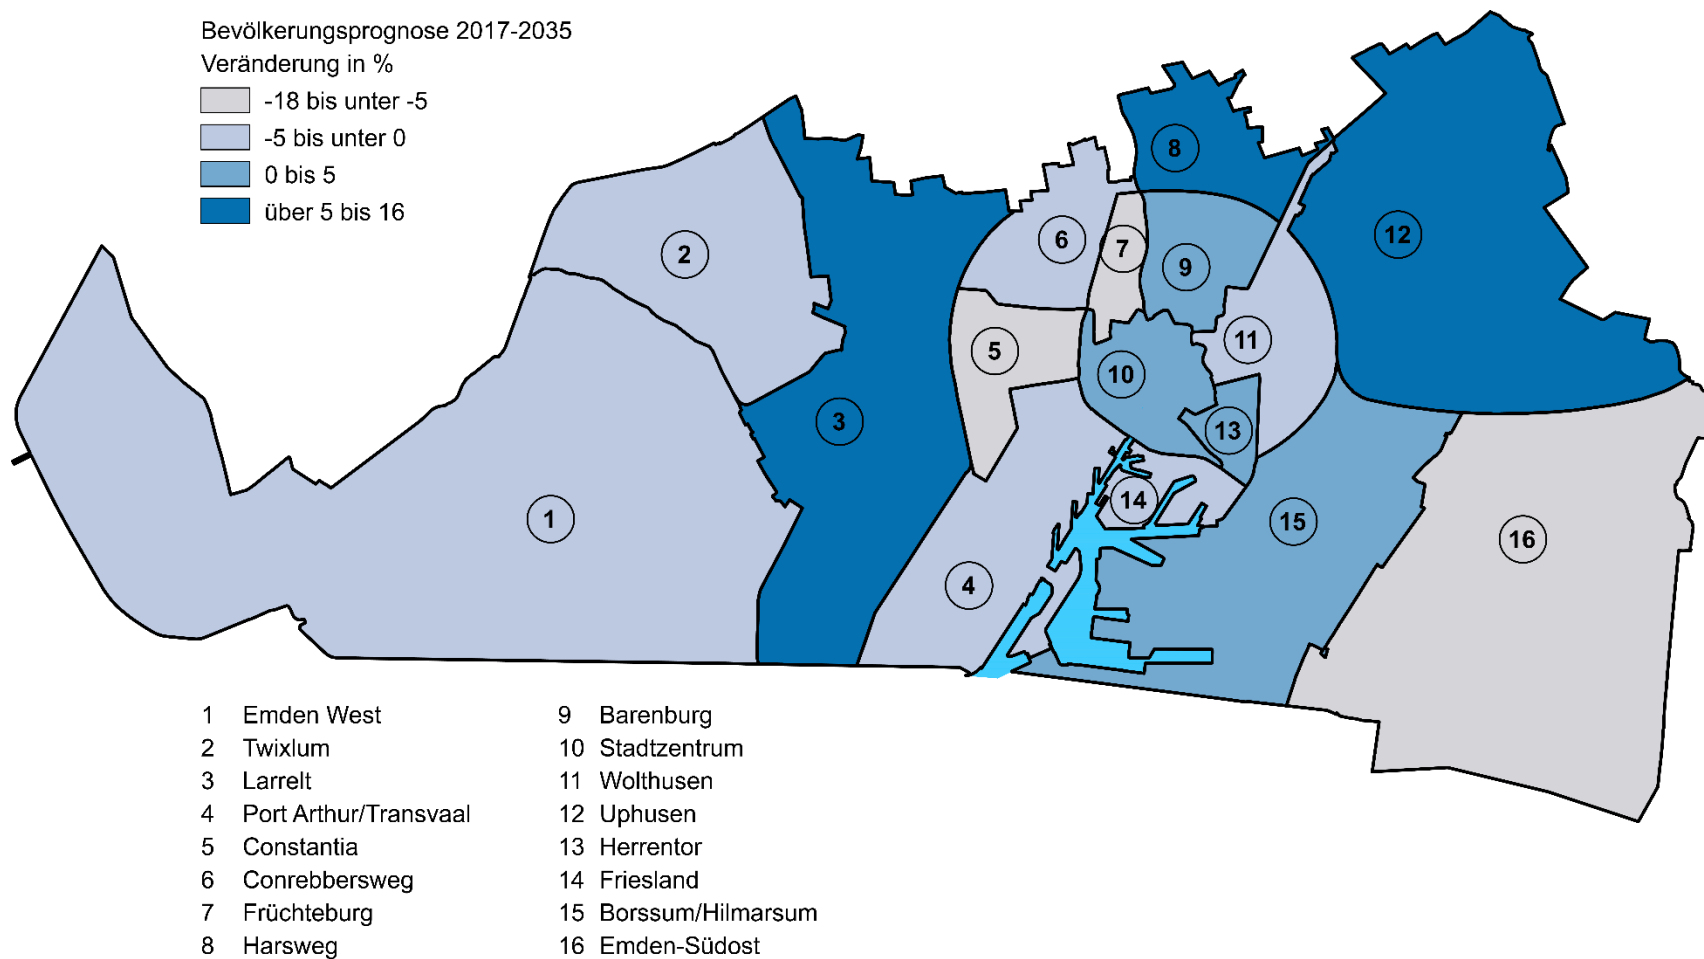 Bevölkerungsprognose 2017-2035
Veränderung in %
-18 bis unter -5
-5 bis unter 0
0 bis 5
über 5 bis 16
8
12
6
7
9
2
11
5
10
3
13
14
1
15
16
4
1 Emden West
2 Twixlum
3 Larrelt
4 Port Arthur/Transvaal
5 Constantia
6 Conrebbersweg
7 Früchteburg
8 Harsweg
9 Barenburg
10 Stadtzentrum
11 Wolthusen
12 Uphusen
13 Herrentor
14 Friesland
15 Borssum/Hilmarsum
16 Emden-Südost